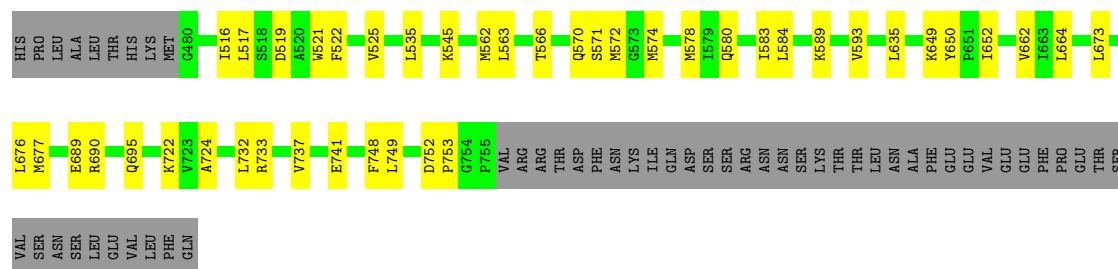 HIS PRO LEU ALA LEU THR HIS LYS MET G480 I516 L517 S518 D519 A520 W521 F522 V525 L535 K545 M562 L563 T566 Q570 S571 M572 G573 M574 M578 I579 Q580 I583 L584 K589 V593 L635 K649 Y650 P651 I652 V662 I663 L664 L673
L676 M677 E689 R690 Q695 K722 V723 A724 L732 R733 V737 E741 F748 L749 D752 P753 G754 P755 VAL ARG ARG THR ASP PHE ASN LYS ILE GLN ASP SER SER ARG ASN ASN SER LYS THR THR LEU ASN ALA PHE GLU GLU VAL GLU GLU PHE PRO GLU THR SER
VAL SER ASN SER LEU GLU VAL LEU PHE GLN